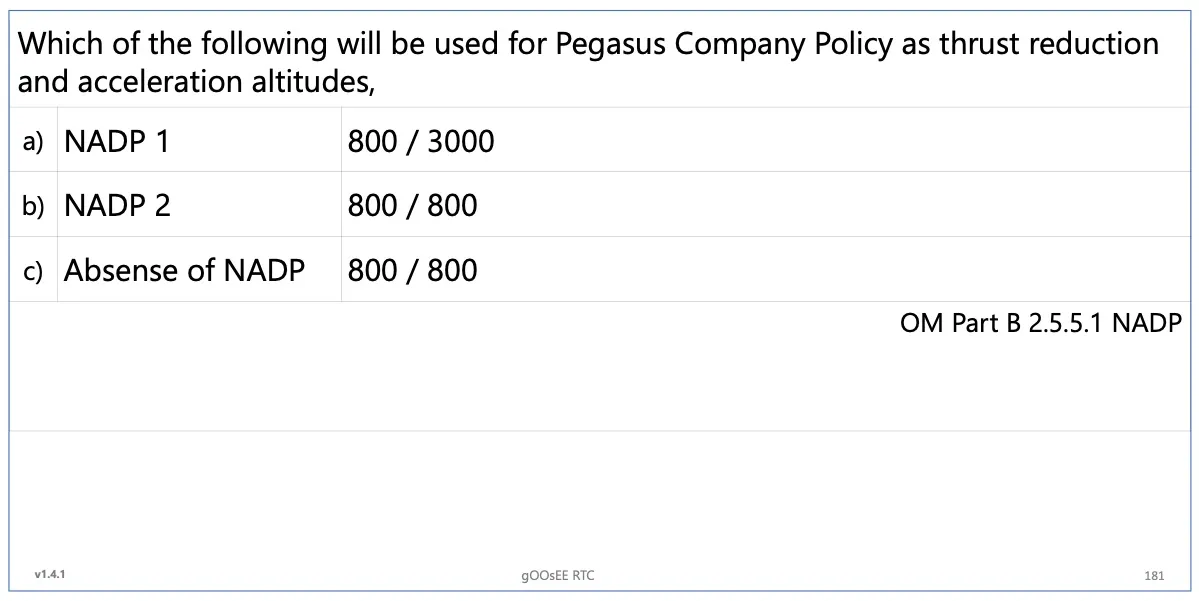 Which of the following will be used for Pegasus Company Policy as thrust reduction
and acceleration altitudes,
a) NADP 1 800 / 3000
b) NADP 2 800 / 800
c) Absense of NADP 800 / 800
OM Part B 2.5.5.1 NADP
v1.4.1 gOOsEE RTC 181